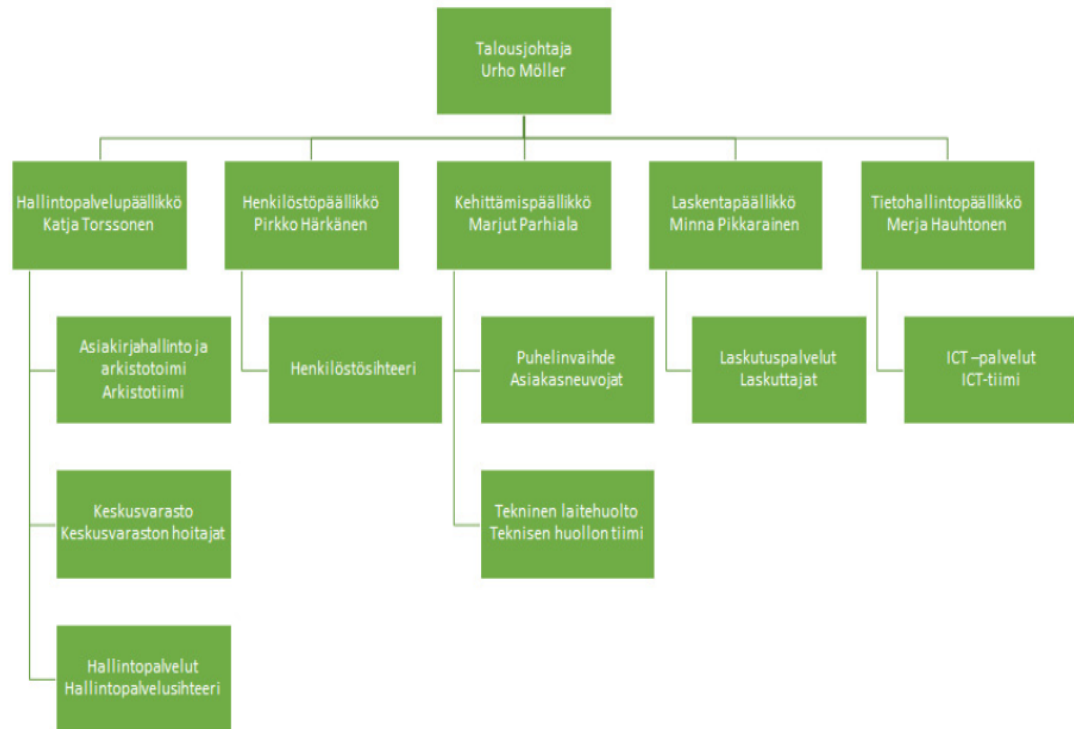 Talousjohtaja
Urho Möller
Hallintopalvelupäällikkö
Katja Torssonen
Henkilöstöpäällikkö
Pirkko Härkänen
Kehittämispäällikkö
Marjut Parhiala
Laskentapäällikkö
Minna Pikkarainen
Tietohallintopäällikkö
Merja Hauhtonen
Asiakirjahallinto ja
arkistotoimi
Arkistotiimi
Henkilöstösihteeri
Puhelinvaihde
Asiakasneuvojat
Laskutuspalvelut
Laskuttajat
ICT –palvelut
ICT-tiimi
Keskusvarasto
Keskusvaraston hoitajat
Tekninen laitehuolto
Teknisen huollon tiimi
Hallintopalvelut
Hallintopalvelusihteeri